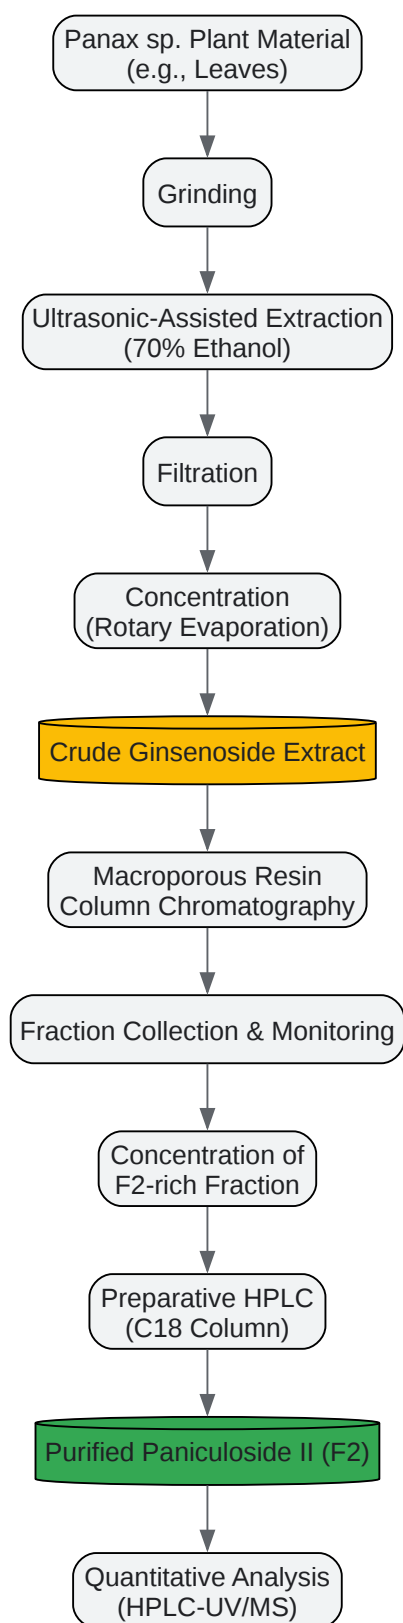 Panax sp. Plant Material
(e.g., Leaves)
Grinding
Ultrasonic-Assisted Extraction
(70% Ethanol)
Filtration
Concentration
(Rotary Evaporation)
Crude Ginsenoside Extract
Macroporous Resin
Column Chromatography
Fraction Collection & Monitoring
Concentration of
F2-rich Fraction
Preparative HPLC
(C18 Column)
Purified Paniculoside II (F2)
Quantitative Analysis
(HPLC-UV/MS)